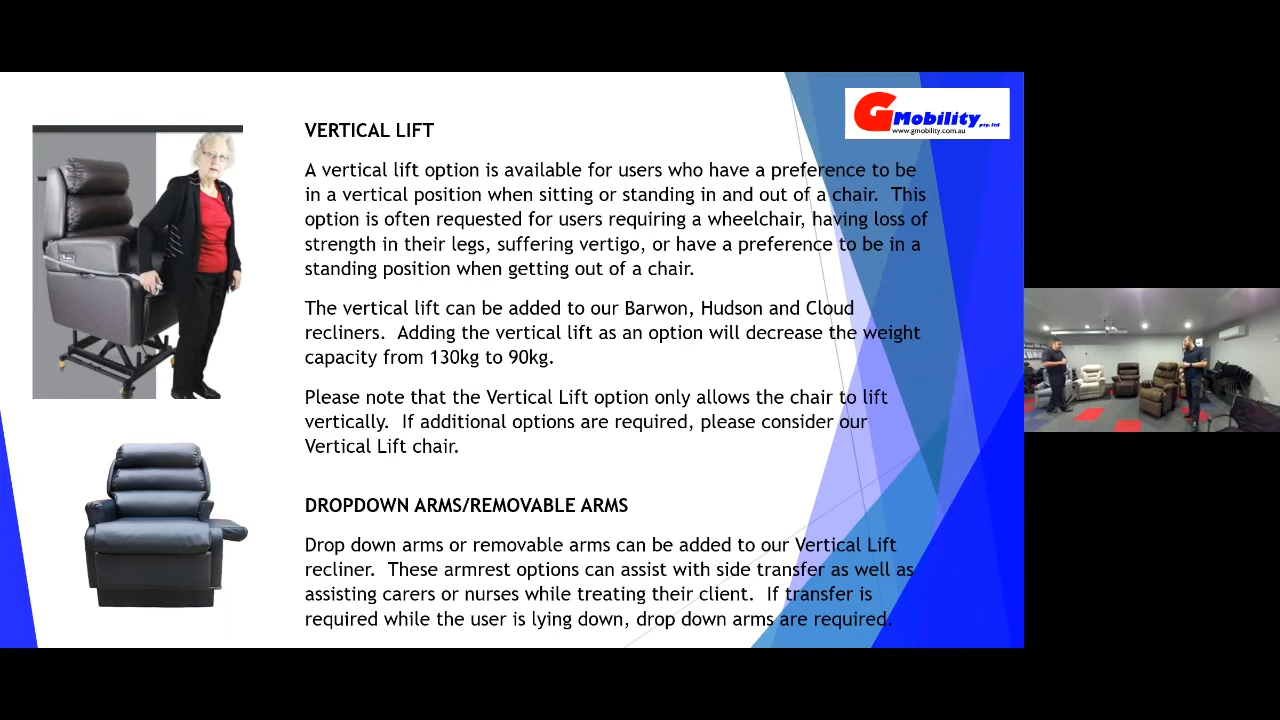 GMobility pty. ltd
www.gmobility.com.au
VERTICAL LIFT
A vertical lift option is available for users who have a preference to be
in a vertical position when sitting or standing in and out of a chair.  This
option is often requested for users requiring a wheelchair, having loss of
strength in their legs, suffering vertigo, or have a preference to be in a
standing position when getting out of a chair.
The vertical lift can be added to our Barwon, Hudson and Cloud
recliners.  Adding the vertical lift as an option will decrease the weight
capacity from 130kg to 90kg.
Please note that the Vertical Lift option only allows the chair to lift
vertically.  If additional options are required, please consider our
Vertical Lift chair.
DROPDOWN ARMS/REMOVABLE ARMS
Drop down arms or removable arms can be added to our Vertical Lift
recliner.  These armrest options can assist with side transfer as well as
assisting carers or nurses while treating their client.  If transfer is
required while the user is lying down, drop down arms are required.